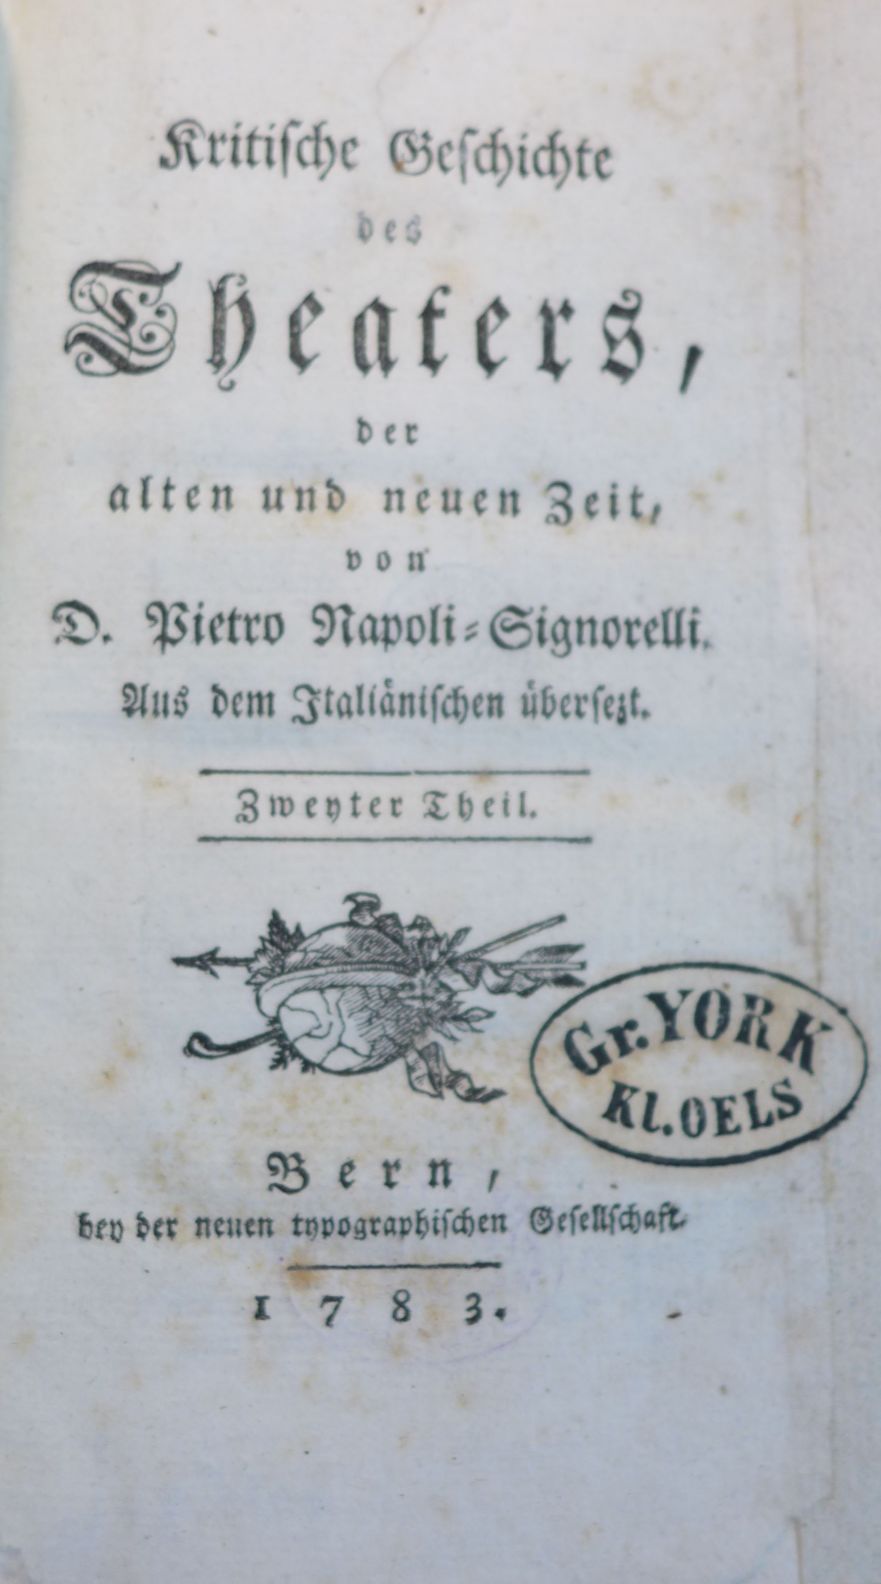 Kritiſche Geſchichte
des
Theaters,
der
alten und neuen Zeit,
von
D. Pietro Napoli-Signorelli.
Aus dem Italiäniſchen überſezt.
Zweyter Theil.
Gr. YORK
Kl. OELS
Bern,
bey der neuen typographiſchen Geſellſchaft.
1783.